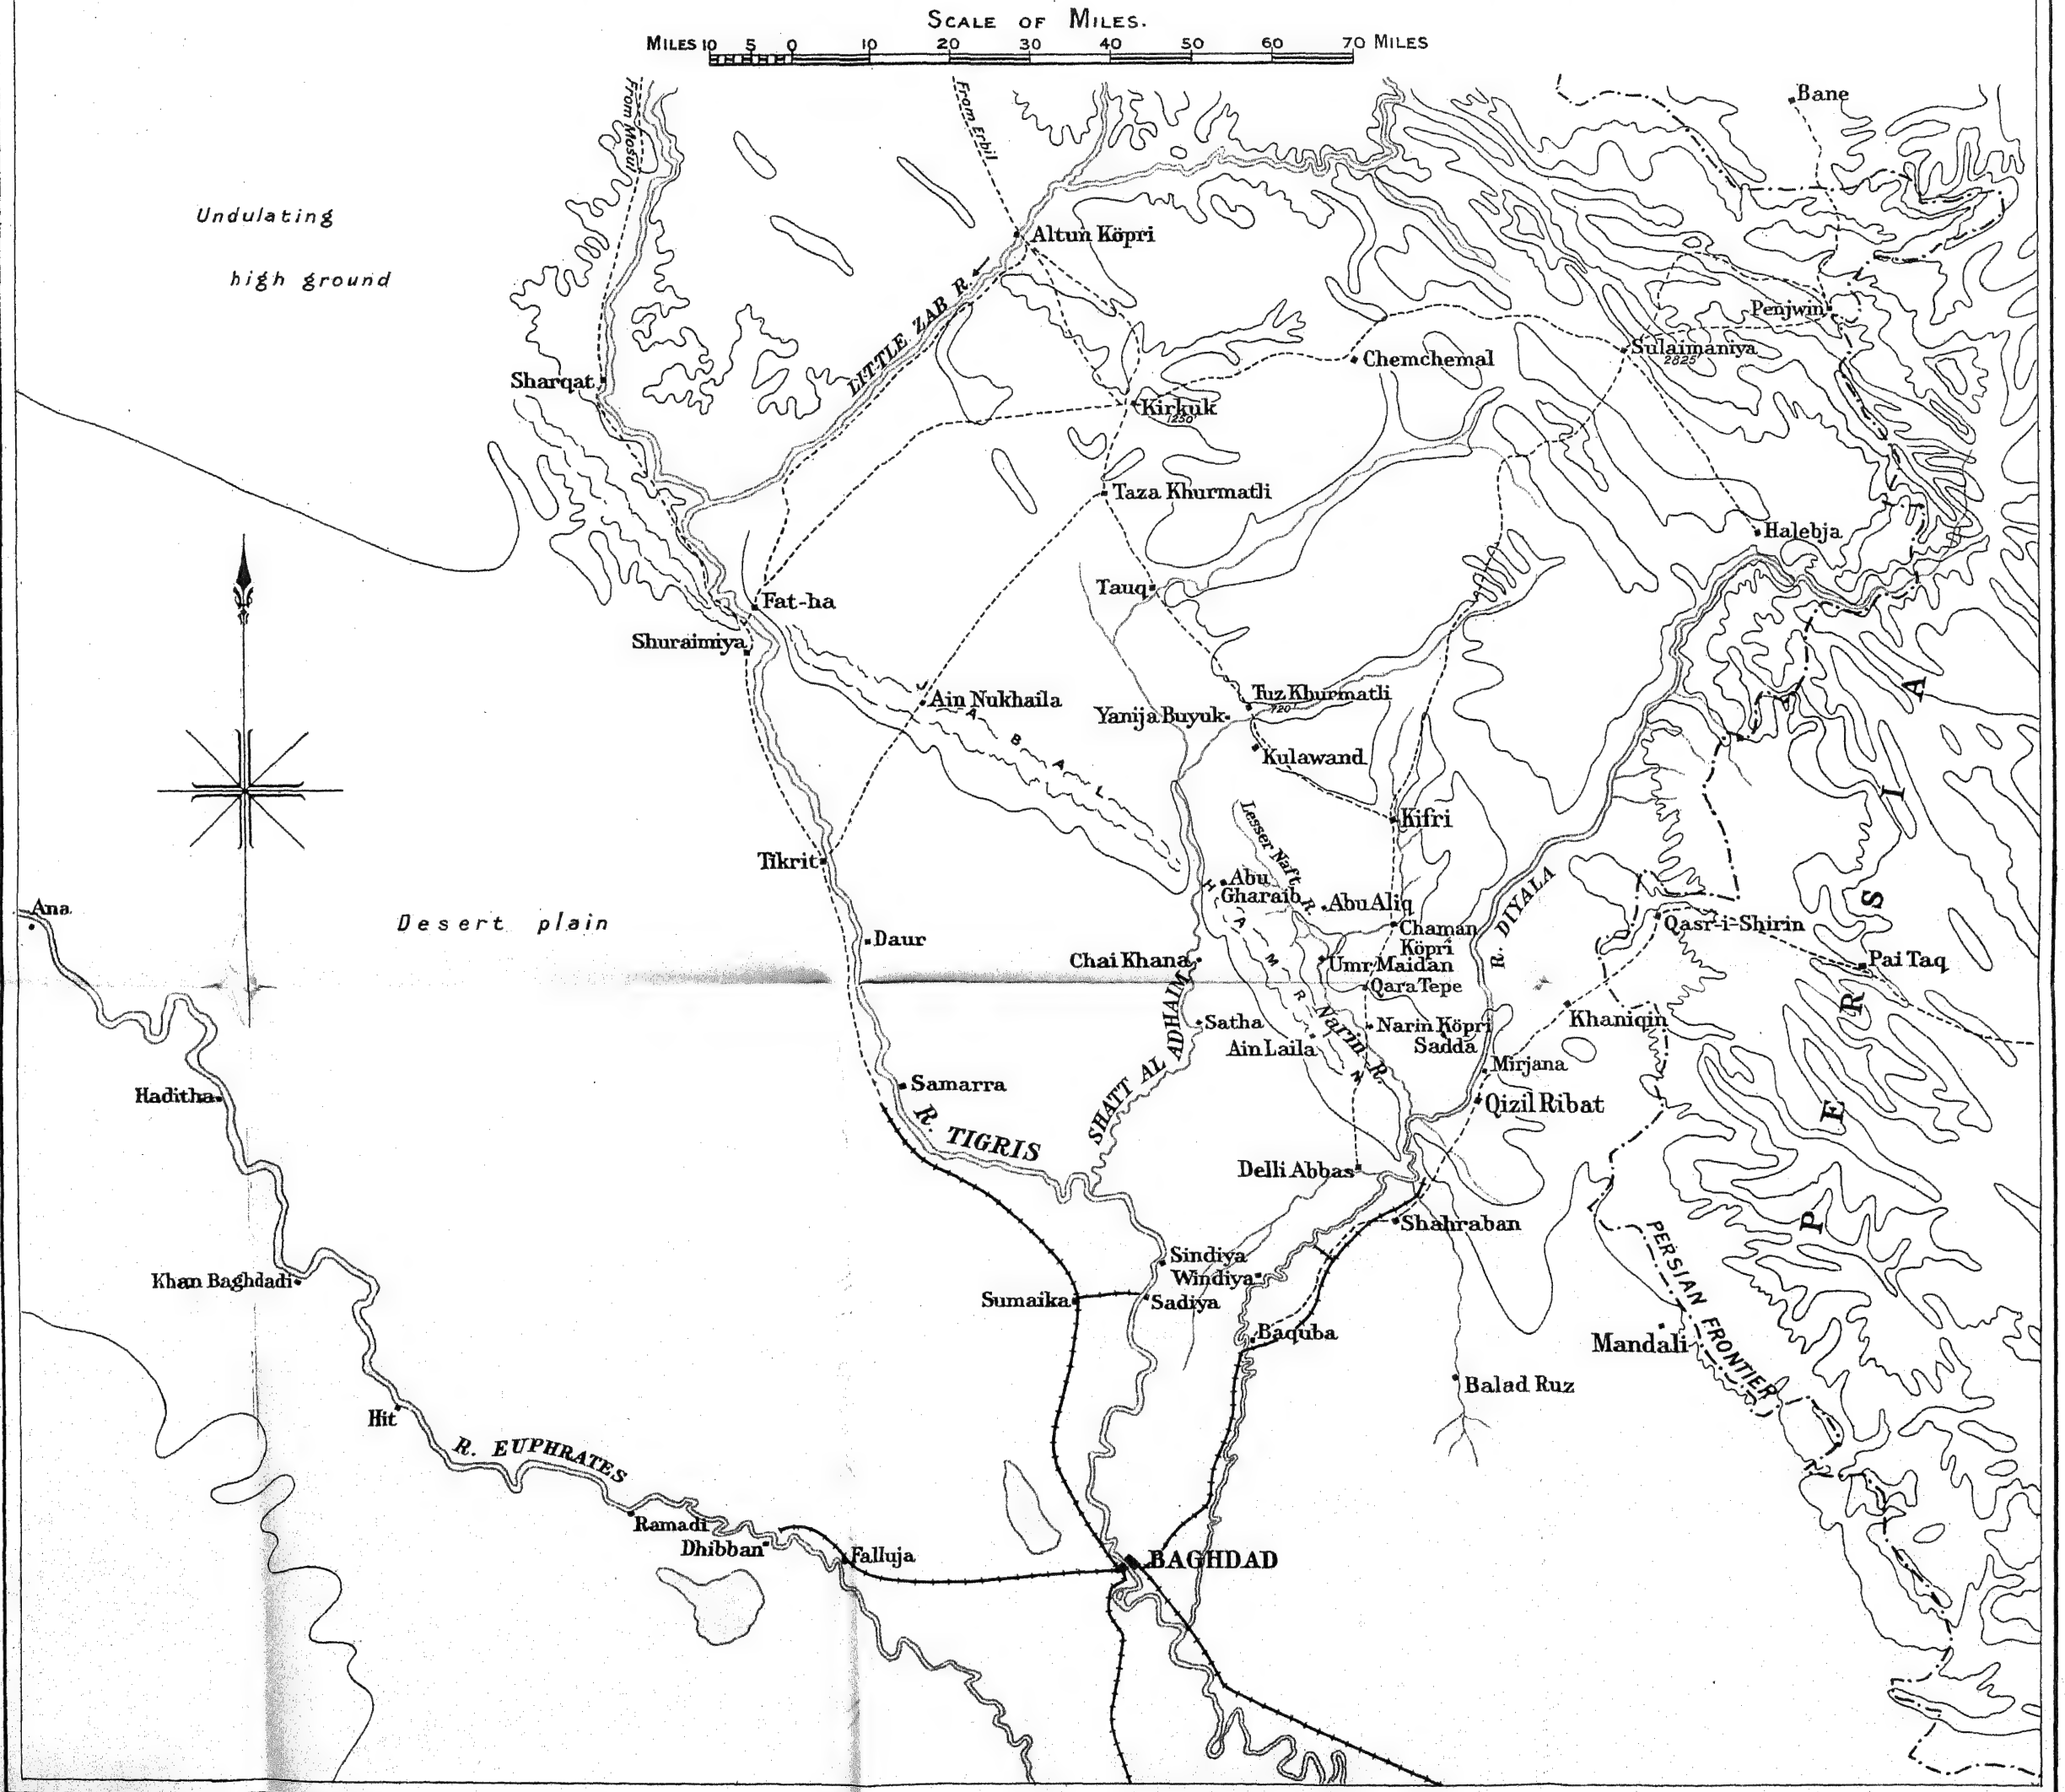 SCALE OF MILES.
MILES 10 5 0 10 20 30 40 50 60 70 MILES
From Mosul
From Erbil
Bane
Undulating
high ground
Altun Köpri
LITTLE ZAB R.
Penjwin
Sulaimaniya
2825'
Chemchemal
Sharqat
Kirkuk
1250'
Taza Khurmatli
Halebja
Tauq
Fat-ha
Shuraimiya
Ain Nukhaila
JABAL
Tuz Khurmatli
720'
Yanija Buyuk
Kulawand
Lesser Naft R.
Kifri
Tikrit
Abu
Gharaib
Abu Aliq
HAMRIN
R. DIYALA
Ana
Desert plain
Daur
Chaman
Köpri
Qasr-i-Shirin
Chai Khana
Umr Maidan
Pai Taq
Qara Tepe
Satha
Narin R.
Narin Köpri
Sadda
Khaniqin
Ain Laila
Mirjana
SHATT AL ADHAIM
Samarra
Haditha
Qizil Ribat
R. TIGRIS
Delli Abbas
Shahraban
PERSIA
PERSIAN FRONTIER
Sindiya
Windiya
Khan Baghdadi
Sumaika
Sadiya
Baquba
Mandali
Balad Ruz
Hit
R. EUPHRATES
Ramadi
Dhibban
Falluja
BAGHDAD